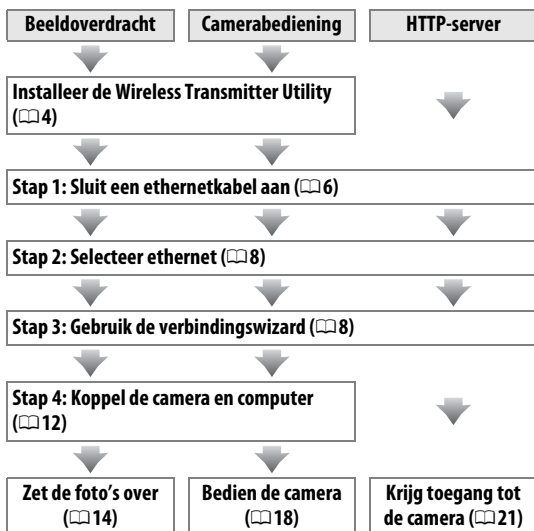 Beeldoverdracht Camerabediening HTTP-server
Installeer de Wireless Transmitter Utility
(📖4)
Stap 1: Sluit een ethernetkabel aan (📖6)
Stap 2: Selecteer ethernet (📖8)
Stap 3: Gebruik de verbindingswizard (📖8)
Stap 4: Koppel de camera en computer
(📖12)
Zet de foto's over
(📖14)
Bedien de camera
(📖18)
Krijg toegang tot
de camera (📖21)